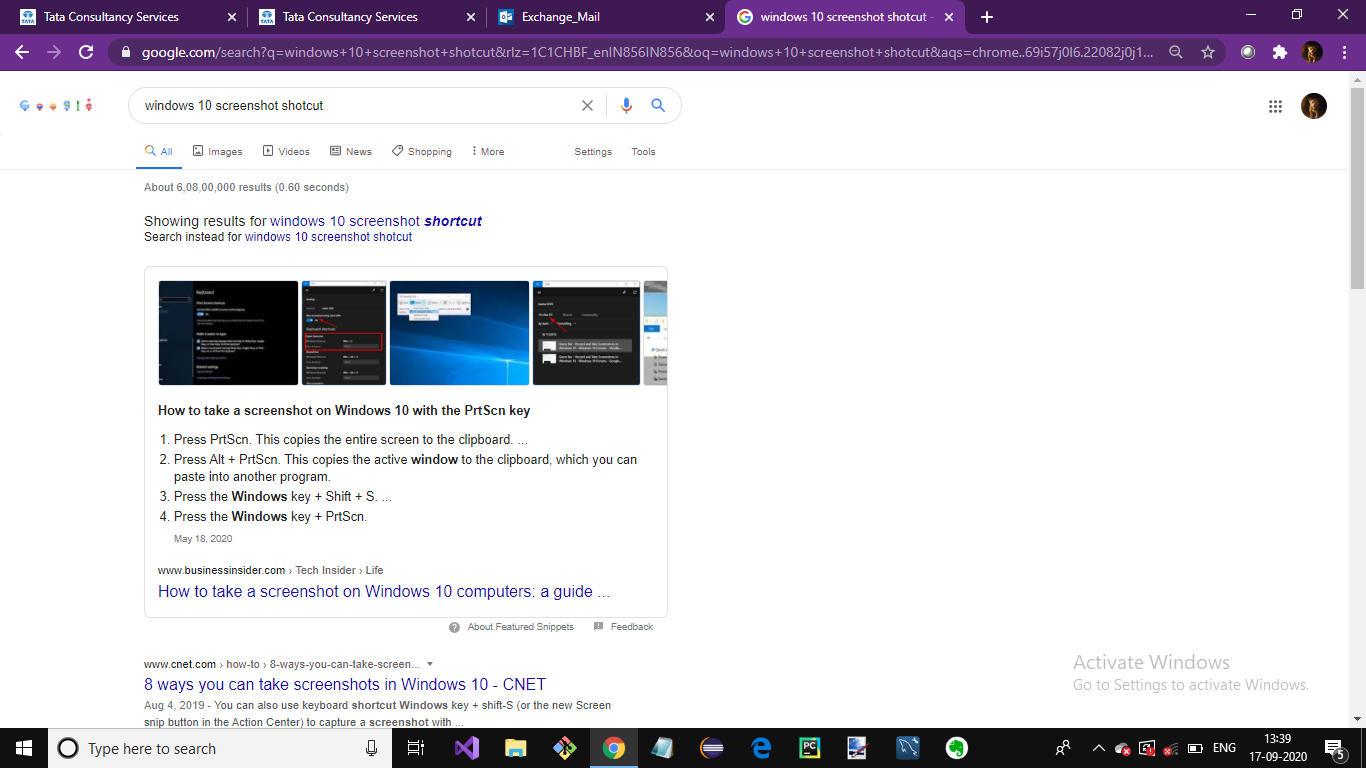 Tata Consultancy Services
Tata Consultancy Services
Exchange_Mail
windows 10 screenshot shotcut -
google.com/search?q=windows+10+screenshot+shotcut&rlz=1C1CHBF_enIN856IN856&oq=windows+10+screenshot+shotcut&aqs=chrome..69i57j0l6.22082j0j1...
windows 10 screenshot shotcut
All
Images
Videos
News
Shopping
More
Settings
Tools
About 6,08,00,000 results (0.60 seconds)
Showing results for windows 10 screenshot shortcut
Search instead for windows 10 screenshot shotcut
How to take a screenshot on Windows 10 with the PrtScn key
1. Press PrtScn. This copies the entire screen to the clipboard. ...
2. Press Alt + PrtScn. This copies the active window to the clipboard, which you can
paste into another program.
3. Press the Windows key + Shift + S. ...
4. Press the Windows key + PrtScn.
May 18, 2020
www.businessinsider.com › Tech Insider › Life
How to take a screenshot on Windows 10 computers: a guide ...
About Featured Snippets
Feedback
www.cnet.com › how-to › 8-ways-you-can-take-screen...
8 ways you can take screenshots in Windows 10 - CNET
Aug 4, 2019 - You can also use keyboard shortcut Windows key + shift-S (or the new Screen
snip button in the Action Center) to capture a screenshot with ...
Activate Windows
Go to Settings to activate Windows.
Type here to search
ENG
13:39
17-09-2020
5